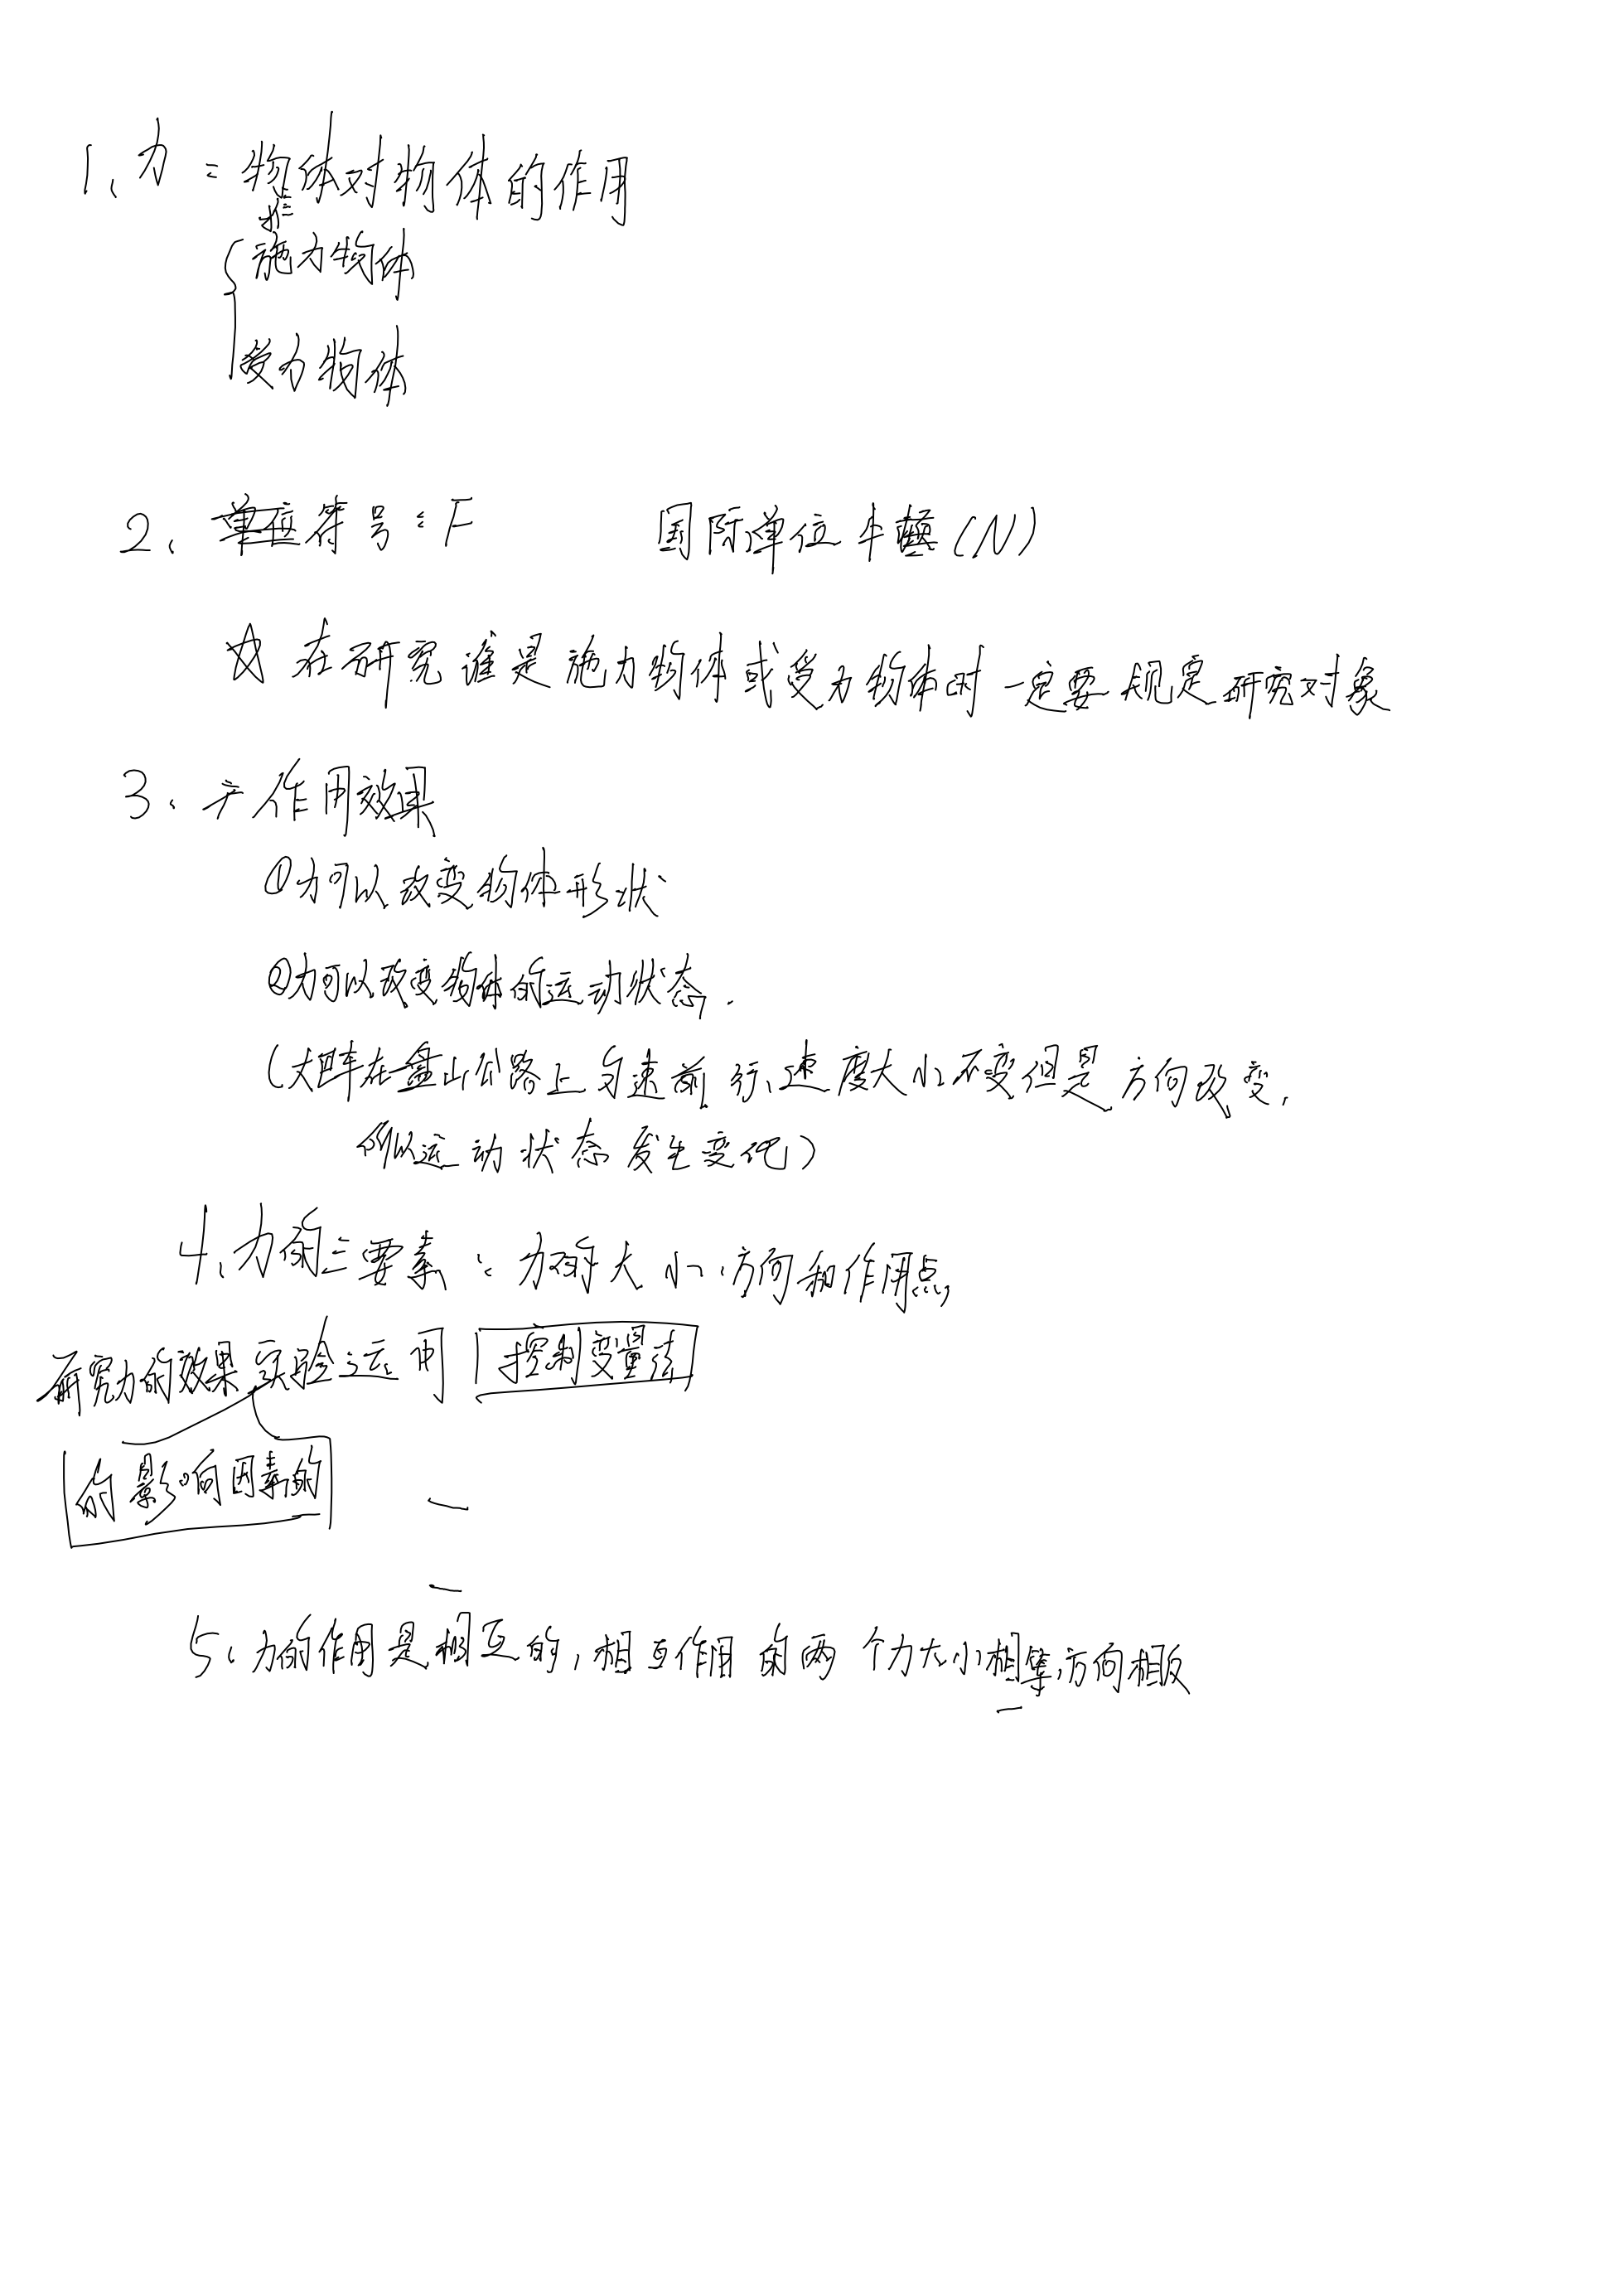 1、力:物体对物体的作用
施力物体
受力物体
2、符号:F 国际单位牛顿(N)
☆ 在研究谁是施力物体或受力物体时一定要规定研究对象
3、作用效果
①力可以改变物体形状
②力可以改变物体的运动状态.
(大巴车在盘山公路上匀速前行、速度大小不变但是方向改变,
所以运动状态发生变化)
4、力的三要素:力的大小、方向和作用点,
研究力的效果实验运用 控制变量法
的影响因素的
5、力的作用是相互的,相互作用的两个力大小相等,方向相反